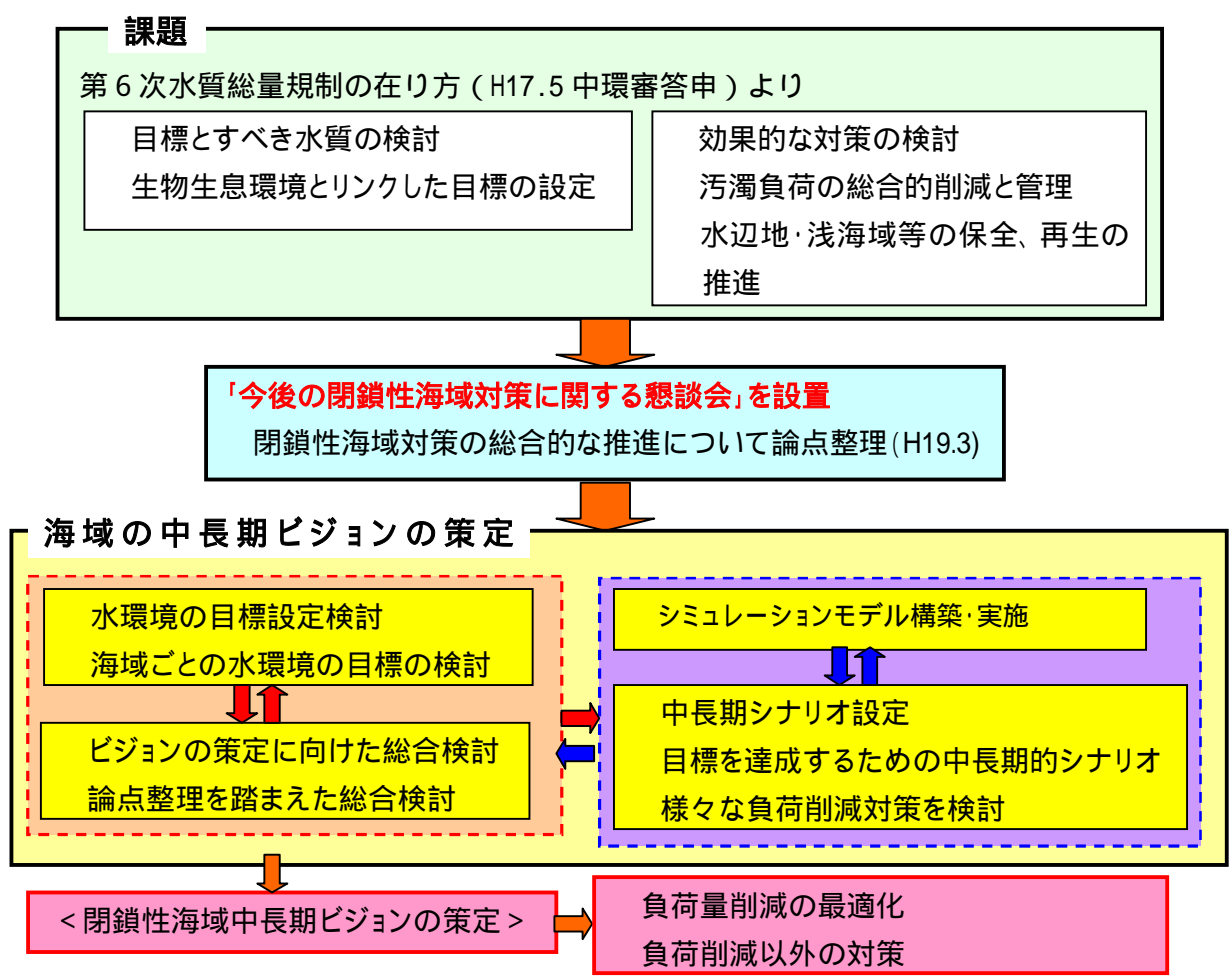 課題
第6次水質総量規制の在り方(H17.5中環審答申)より
目標とすべき水質の検討
生物生息環境とリンクした目標の設定
効果的な対策の検討
汚濁負荷の総合的削減と管理
水辺地･浅海域等の保全、再生の
推進
｢今後の閉鎖性海域対策に関する懇談会｣を設置
閉鎖性海域対策の総合的な推進について論点整理(H19.3)
海域の中長期ビジョンの策定
水環境の目標設定検討
海域ごとの水環境の目標の検討
ビジョンの策定に向けた総合検討
論点整理を踏まえた総合検討
シミュレーションモデル構築･実施
中長期シナリオ設定
目標を達成するための中長期的シナリオ
様々な負荷削減対策を検討
<閉鎖性海域中長期ビジョンの策定>
負荷量削減の最適化
負荷削減以外の対策